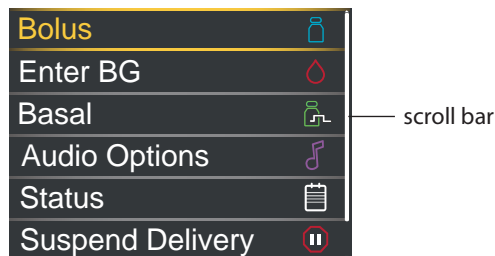 Bolus
Enter BG
Basal
scroll bar
Audio Options
Status
Suspend Delivery